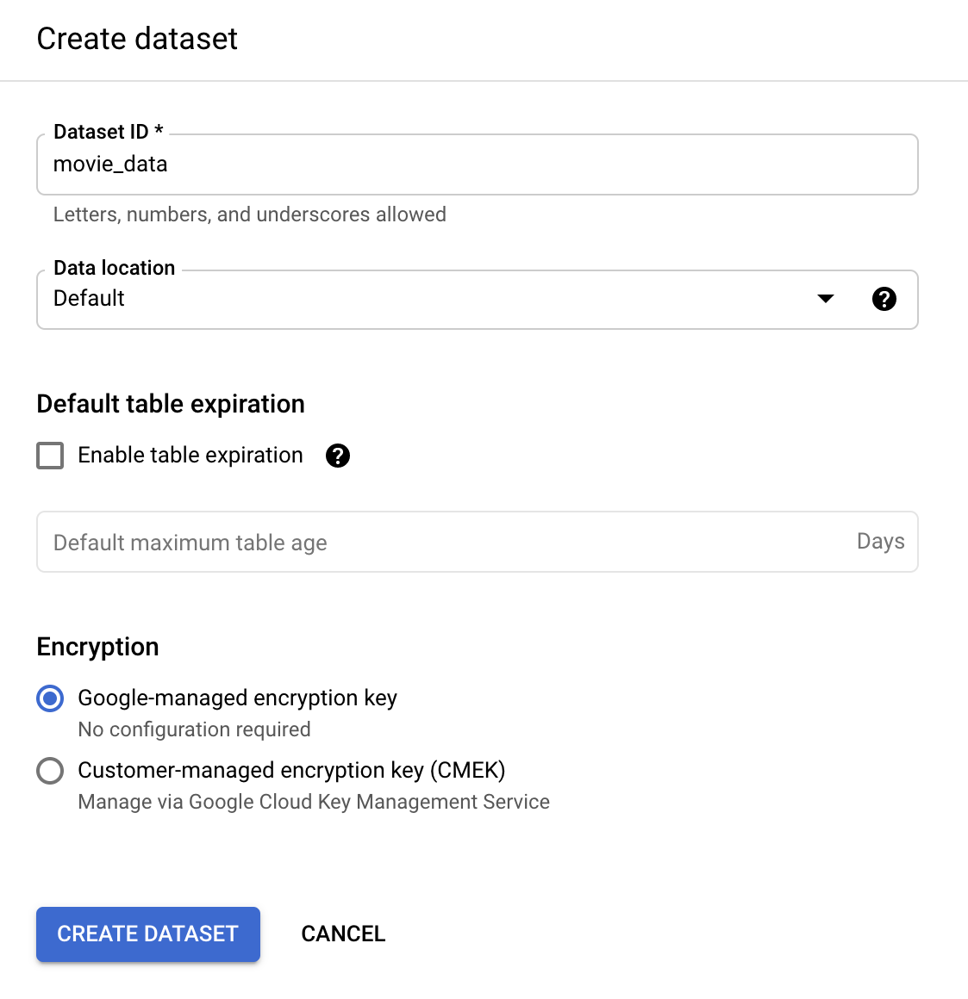 Create dataset
Dataset ID *
movie_data
Letters, numbers, and underscores allowed
Data location
Default
?
Default table expiration
Enable table expiration ?
Default maximum table age Days
Encryption
Google-managed encryption key
No configuration required
Customer-managed encryption key (CMEK)
Manage via Google Cloud Key Management Service
CREATE DATASET CANCEL